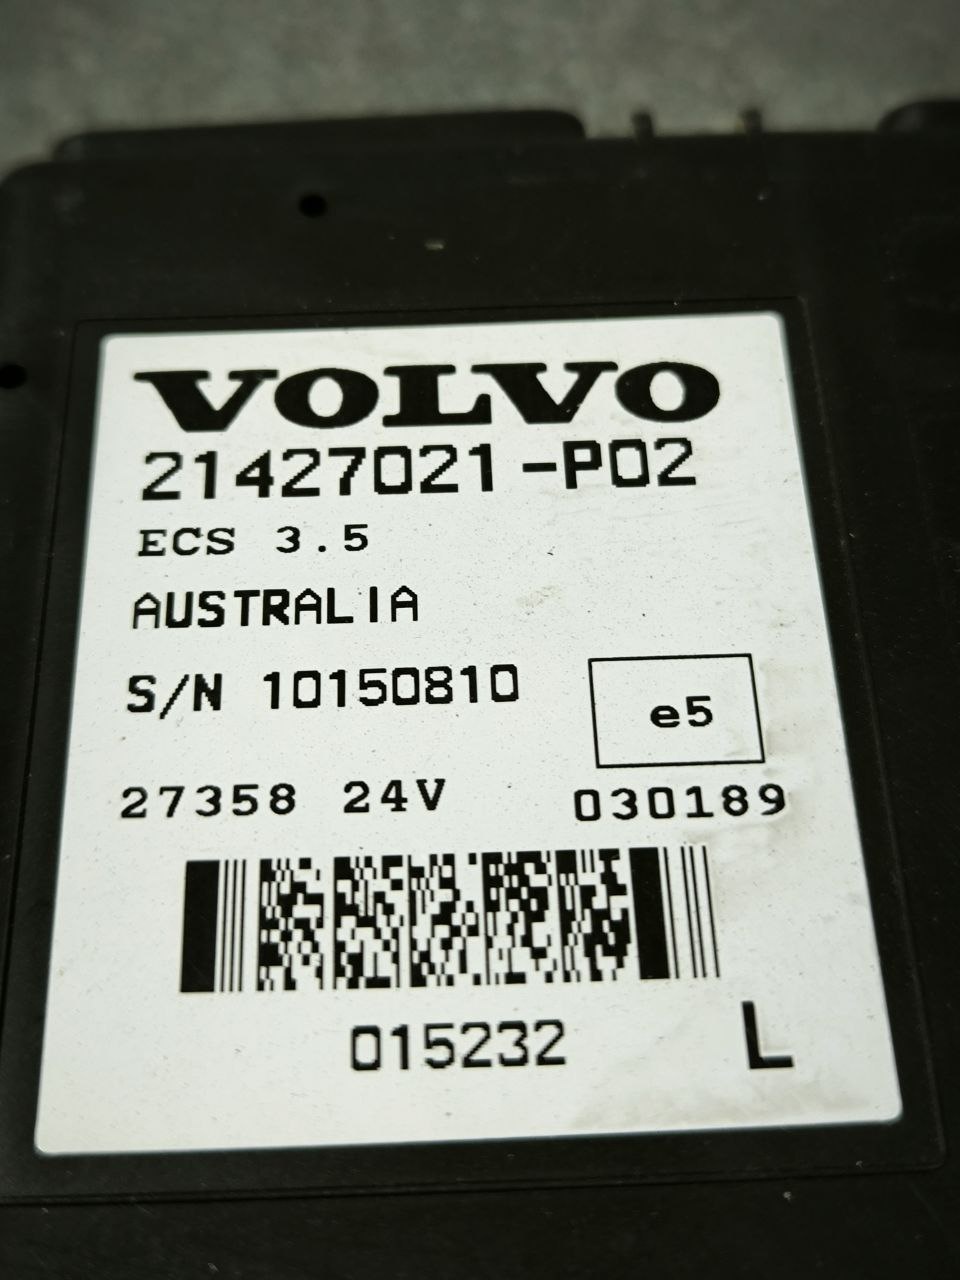 VOLVO
21427021-P02
ECS 3.5
AUSTRALIA
S/N 10150810
e5
27358 24V 030189
015232 L